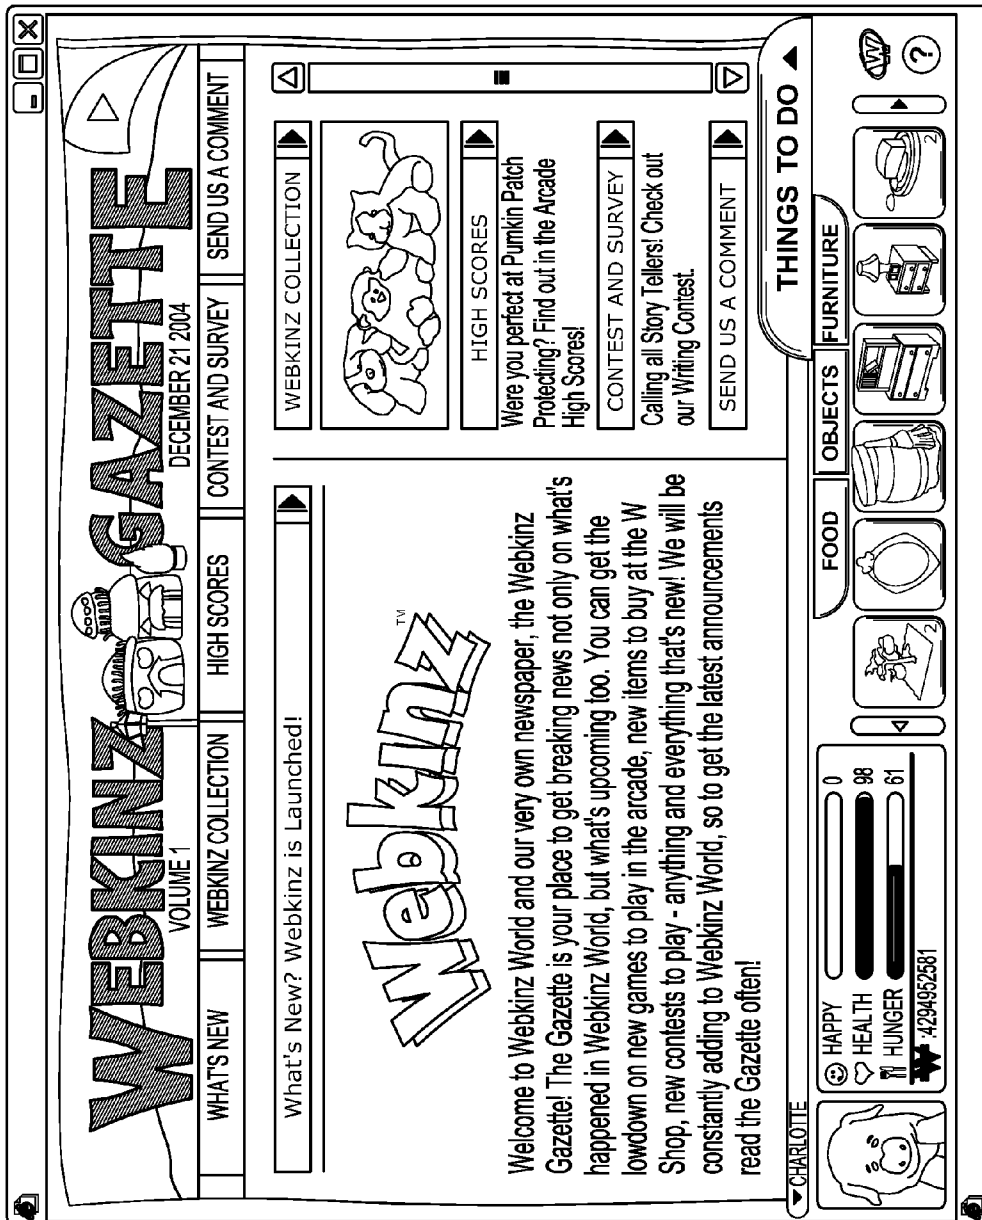 WEBKINZ GAZETTE
VOLUME 1
DECEMBER 21 2004
WHAT'S NEW
WEBKINZ COLLECTION
HIGH SCORES
CONTEST AND SURVEY
SEND US A COMMENT
What's New? Webkinz is Launched!
Webkinz™
Welcome to Webkinz World and our very own newspaper, the Webkinz
Gazette! The Gazette is your place to get breaking news not only on what's
happened in Webkinz World, but what's upcoming too. You can get the
lowdown on new games to play in the arcade, new items to buy at the W
Shop, new contests to play - anything and everything that's new! We will be
constantly adding to Webkinz World, so to get the latest announcements
read the Gazette often!
WEBKINZ COLLECTION
HIGH SCORES
Were you perfect at Pumkin Patch
Protecting? Find out in the Arcade
High Scores!
CONTEST AND SURVEY
Calling all Story Tellers! Check out
our Writing Contest.
SEND US A COMMENT
CHARLOTTE
THINGS TO DO
HAPPY 0
HEALTH 98
HUNGER 61
W :4294952581
FOOD
OBJECTS
FURNITURE
2
2
W
?